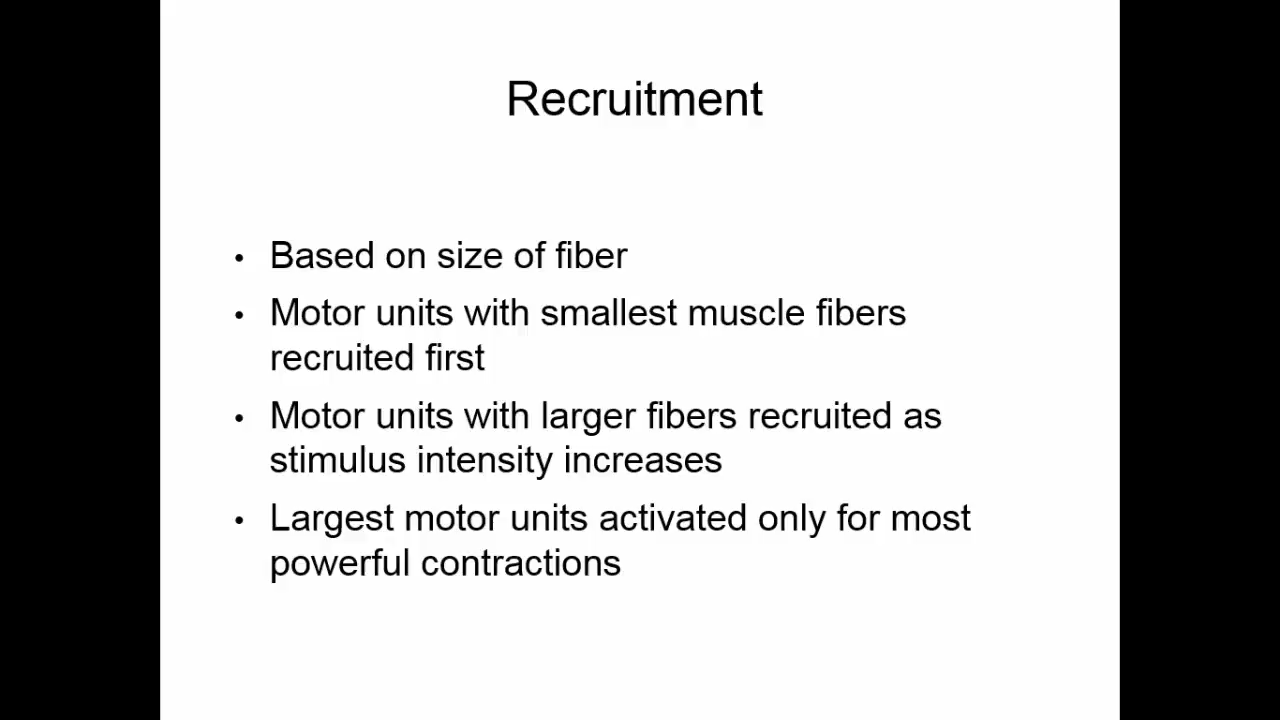 Recruitment
• Based on size of fiber
• Motor units with smallest muscle fibers
recruited first
• Motor units with larger fibers recruited as
stimulus intensity increases
• Largest motor units activated only for most
powerful contractions